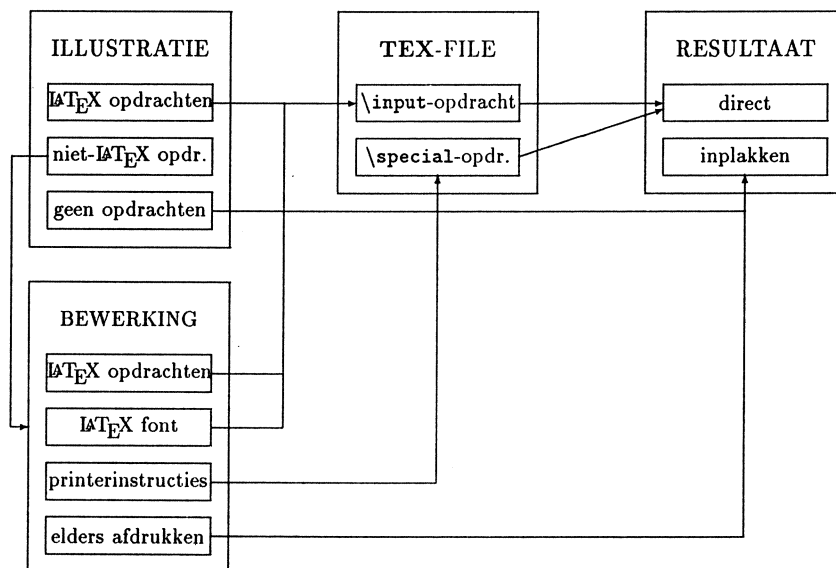 ILLUSTRATIE
LATEX opdrachten
niet-LATEX opdr.
geen opdrachten
TEX-FILE
\input-opdracht
\special-opdr.
RESULTAAT
direct
inplakken
BEWERKING
LATEX opdrachten
LATEX font
printerinstructies
elders afdrukken